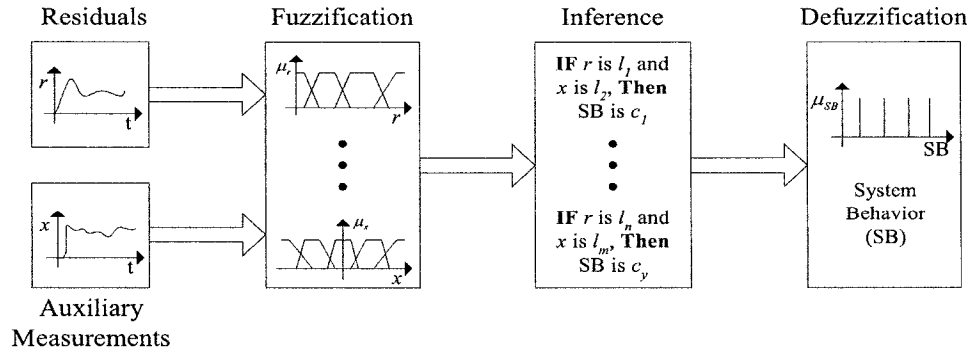 Residuals
Fuzzification
Inference
Defuzzification
r
t
μr
r
IF r is l1 and
x is l2, Then
SB is c1
μSB
SB
x
t
μx
x
IF r is ln and
x is lm, Then
SB is cy
System
Behavior
(SB)
Auxiliary
Measurements